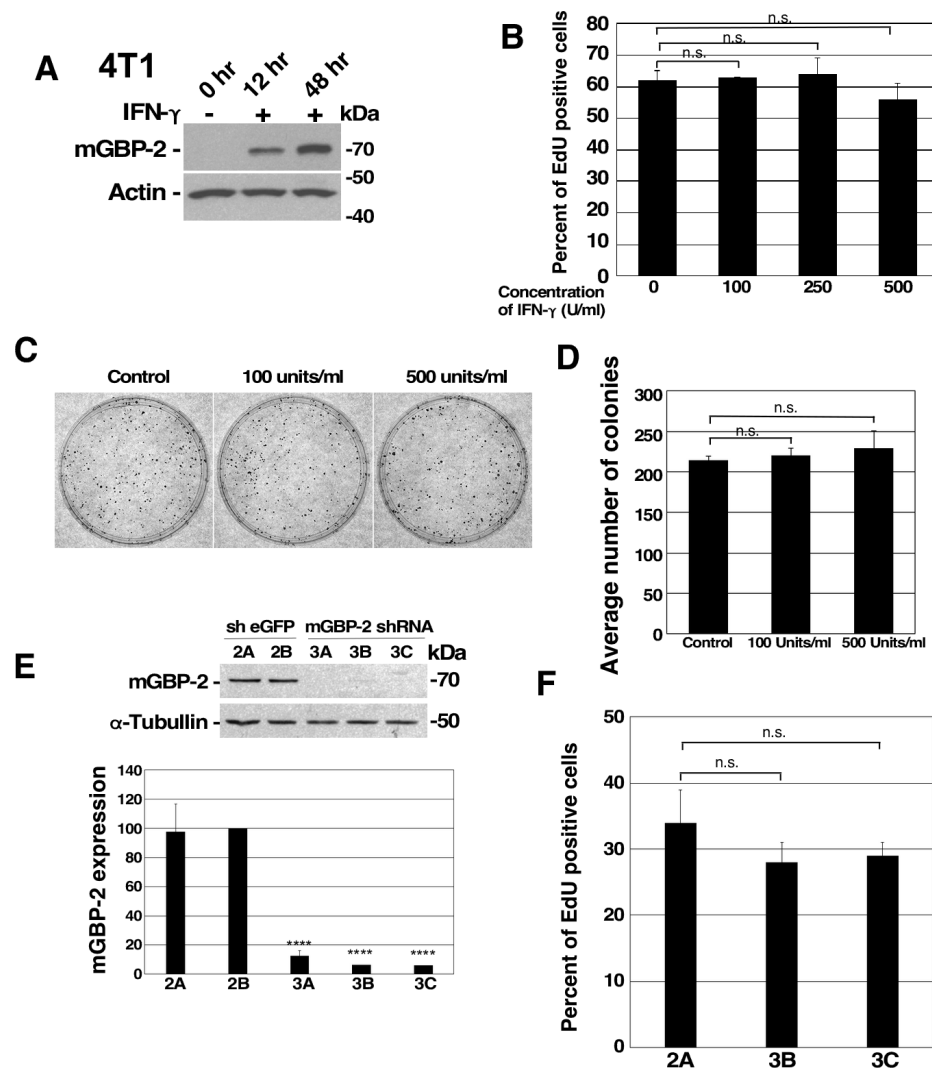 A
4T1
0 hr 12 hr 48 hr
IFN-γ - + + kDa
mGBP-2 - -70
-50
Actin -
-40
B
n.s.
n.s.
n.s.
Percent of EdU positive cells
80
70
60
50
40
30
20
10
0
0 100 250 500
Concentration
of IFN-γ (U/ml)
C
Control 100 units/ml 500 units/ml
D
n.s.
n.s.
Average number of colonies
300
250
200
250
200
150
100
50
0
Control 100 Units/ml 500 Units/ml
E
sh eGFP mGBP-2 shRNA
2A 2B 3A 3B 3C kDa
mGBP-2 - -70
α-Tubullin - -50
mGBP-2 expression
140
120
100
80
60
40
20
0
**** **** ****
2A 2B 3A 3B 3C
F
n.s.
n.s.
Percent of EdU positive cells
50
40
30
20
10
0
2A 3B 3C